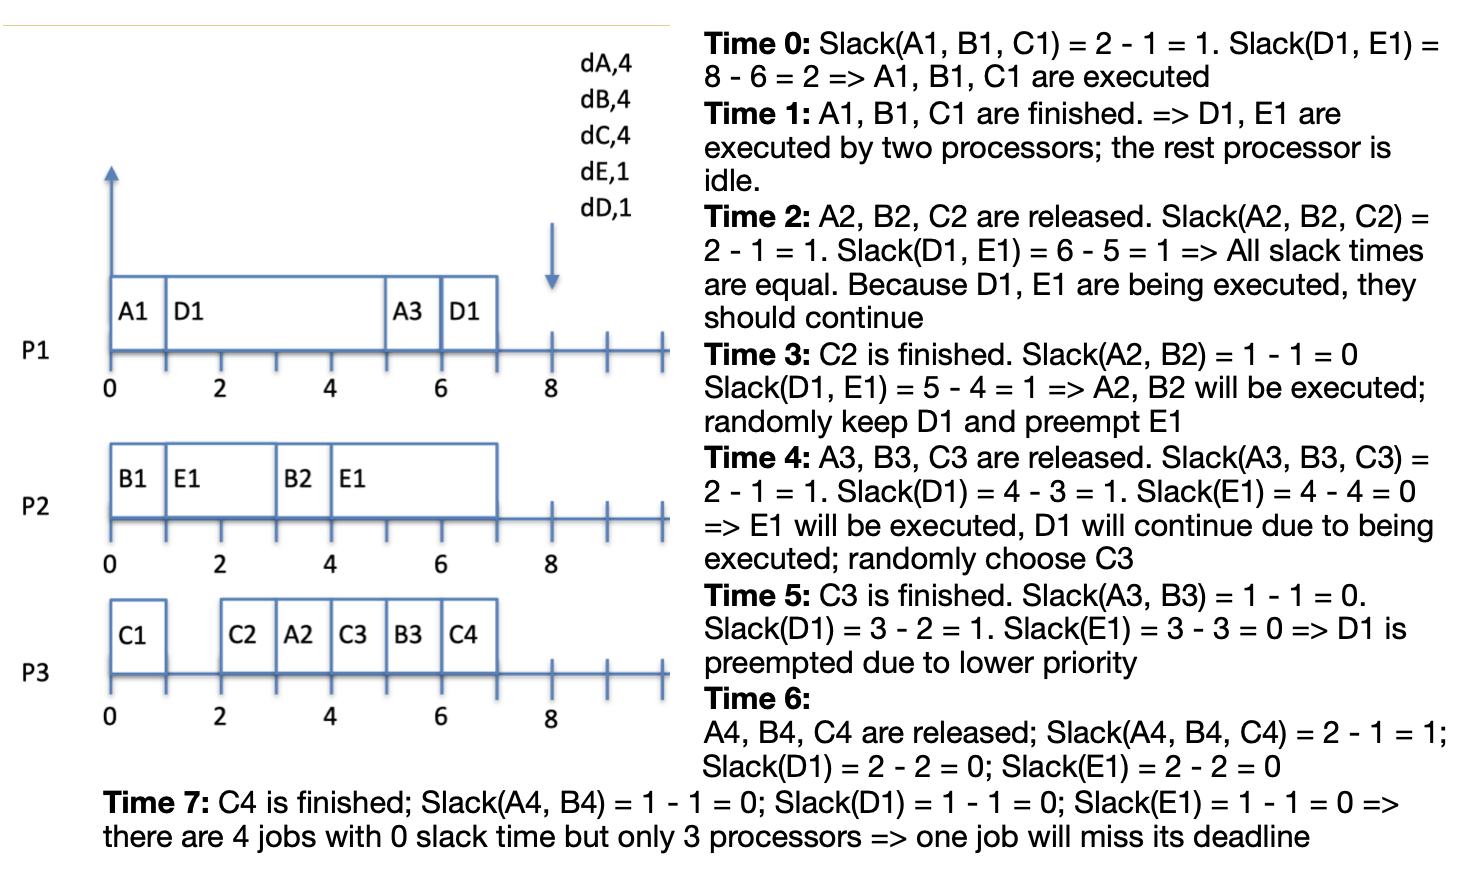 dA,4
dB,4
dC,4
dE,1
dD,1
A1 D1 A3 D1
P1
0 2 4 6 8
B1 E1 B2 E1
P2
0 2 4 6 8
C1 C2 A2 C3 B3 C4
P3
0 2 4 6 8
Time 0: Slack(A1, B1, C1) = 2 - 1 = 1. Slack(D1, E1) =
8 - 6 = 2 => A1, B1, C1 are executed
Time 1: A1, B1, C1 are finished. => D1, E1 are
executed by two processors; the rest processor is
idle.
Time 2: A2, B2, C2 are released. Slack(A2, B2, C2) =
2 - 1 = 1. Slack(D1, E1) = 6 - 5 = 1 => All slack times
are equal. Because D1, E1 are being executed, they
should continue
Time 3: C2 is finished. Slack(A2, B2) = 1 - 1 = 0
Slack(D1, E1) = 5 - 4 = 1 => A2, B2 will be executed;
randomly keep D1 and preempt E1
Time 4: A3, B3, C3 are released. Slack(A3, B3, C3) =
2 - 1 = 1. Slack(D1) = 4 - 3 = 1. Slack(E1) = 4 - 4 = 0
=> E1 will be executed, D1 will continue due to being
executed; randomly choose C3
Time 5: C3 is finished. Slack(A3, B3) = 1 - 1 = 0.
Slack(D1) = 3 - 2 = 1. Slack(E1) = 3 - 3 = 0 => D1 is
preempted due to lower priority
Time 6:
A4, B4, C4 are released; Slack(A4, B4, C4) = 2 - 1 = 1;
Slack(D1) = 2 - 2 = 0; Slack(E1) = 2 - 2 = 0
Time 7: C4 is finished; Slack(A4, B4) = 1 - 1 = 0; Slack(D1) = 1 - 1 = 0; Slack(E1) = 1 - 1 = 0 =>
there are 4 jobs with 0 slack time but only 3 processors => one job will miss its deadline